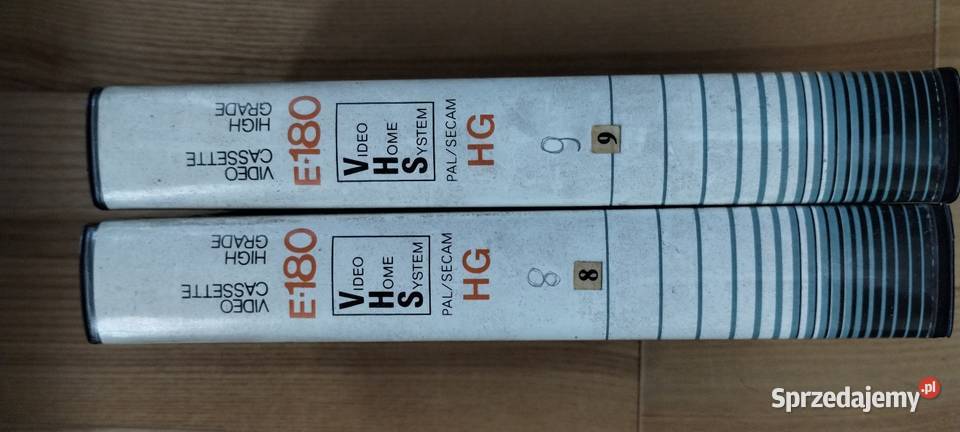 VIDEO CASSETTE
HIGH GRADE
E-180
VIDEO
HOME
SYSTEM
PAL/SECAM
HG
9
9
VIDEO CASSETTE
HIGH GRADE
E-180
VIDEO
HOME
SYSTEM
PAL/SECAM
HG
8
8
Sprzedajemy.pl